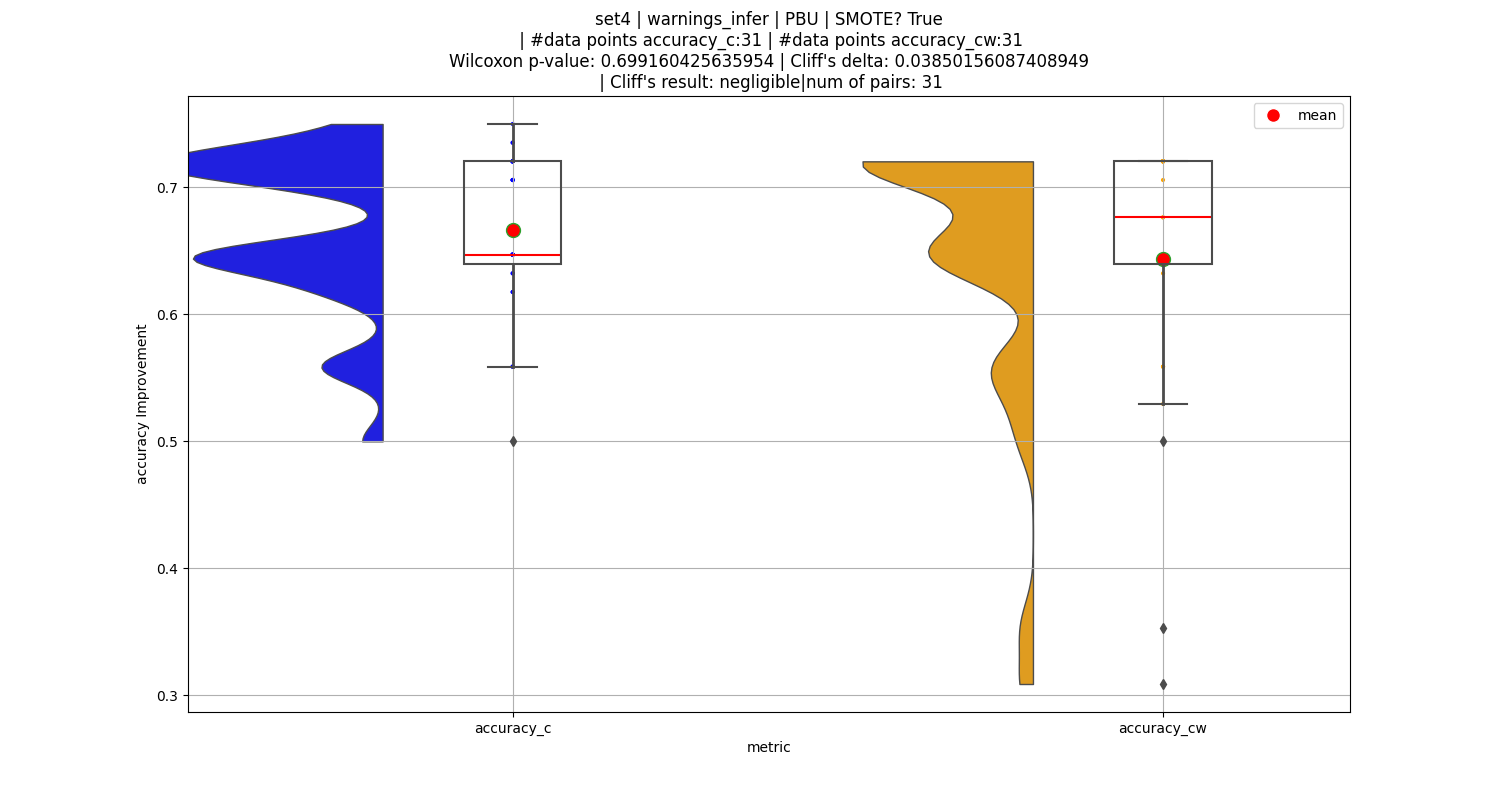 set4 | warnings_infer | PBU | SMOTE? True
| #data points accuracy_c:31 | #data points accuracy_cw:31
Wilcoxon p-value: 0.699160425635954 | Cliff's delta: 0.03850156087408949
| Cliff's result: negligible|num of pairs: 31
mean
accuracy Improvement
0.7
0.6
0.5
0.4
0.3
accuracy_c
accuracy_cw
metric